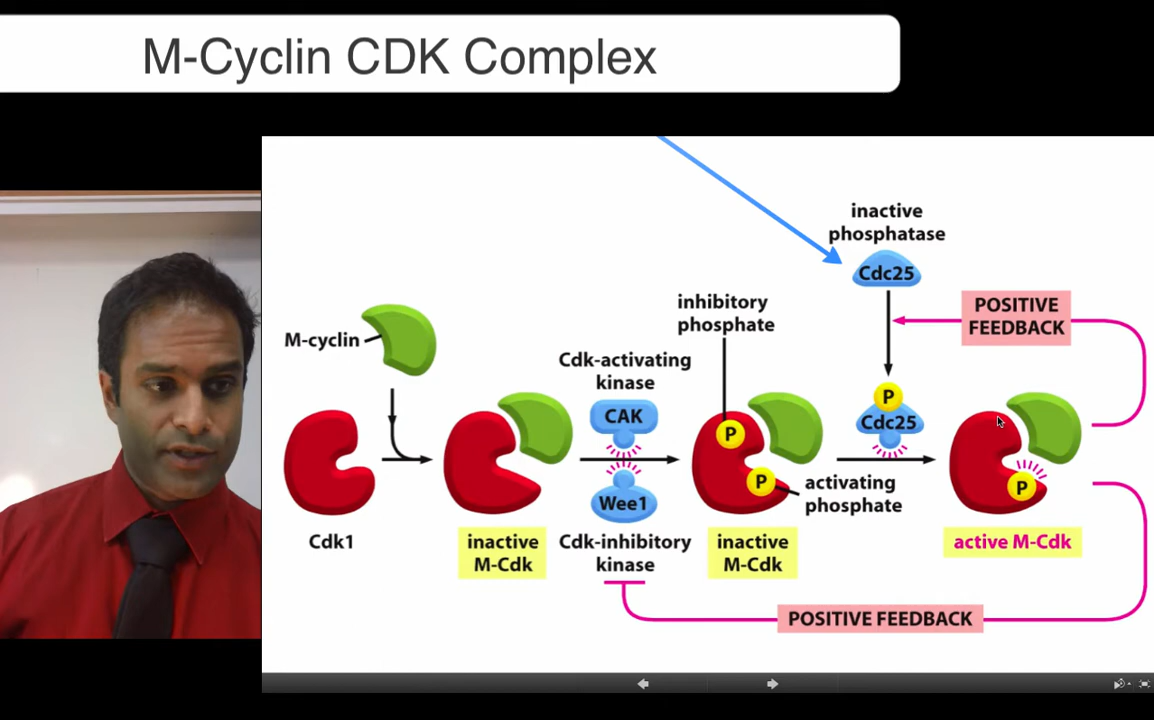 M-Cyclin CDK Complex
inactive
phosphatase
Cdc25
POSITIVE
FEEDBACK
inhibitory
phosphate
M-cyclin
Cdk-activating
kinase
CAK
P
P
Cdc25
Wee1
P
activating
phosphate
P
Cdk1
inactive
M-Cdk
Cdk-inhibitory
kinase
inactive
M-Cdk
active M-Cdk
POSITIVE FEEDBACK